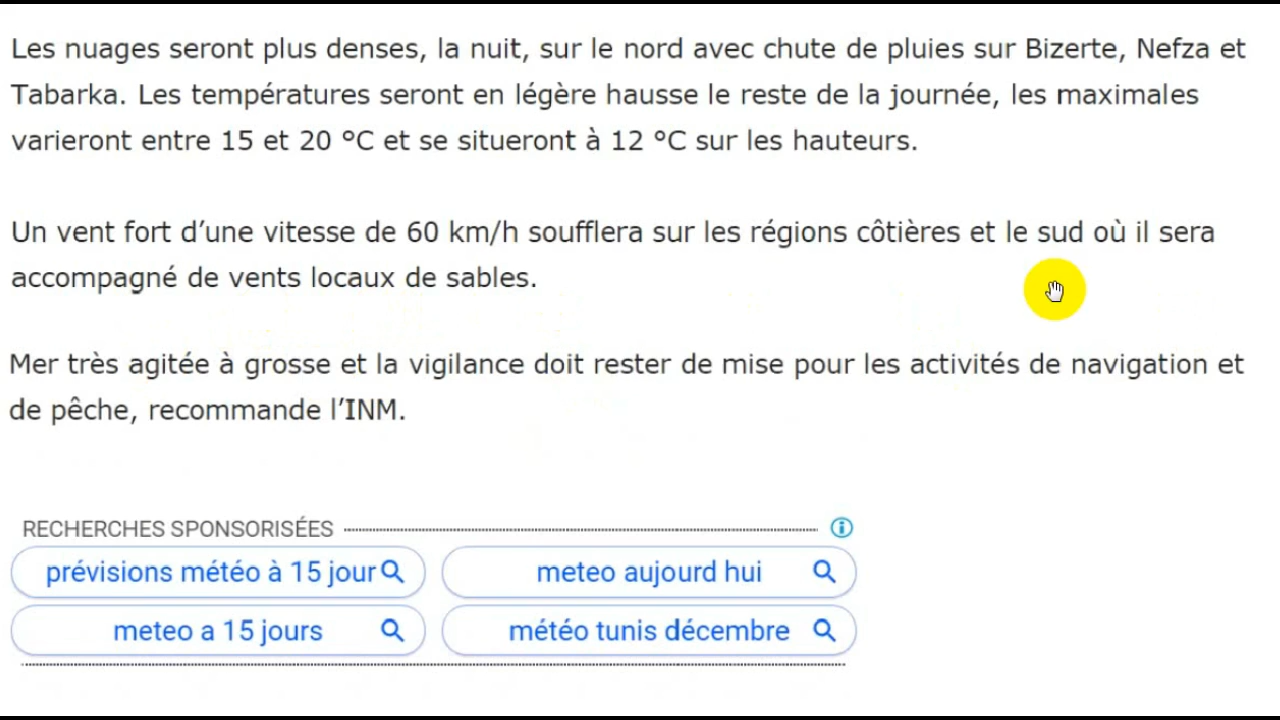 Les nuages seront plus denses, la nuit, sur le nord avec chute de pluies sur Bizerte, Nefza et
Tabarka. Les températures seront en légère hausse le reste de la journée, les maximales
varieront entre 15 et 20 °C et se situeront à 12 °C sur les hauteurs.
Un vent fort d’une vitesse de 60 km/h soufflera sur les régions côtières et le sud où il sera
accompagné de vents locaux de sables.
Mer très agitée à grosse et la vigilance doit rester de mise pour les activités de navigation et
de pêche, recommande l’INM.
RECHERCHES SPONSORISÉES
prévisions météo à 15 jour
meteo aujourd hui
meteo a 15 jours
météo tunis décembre